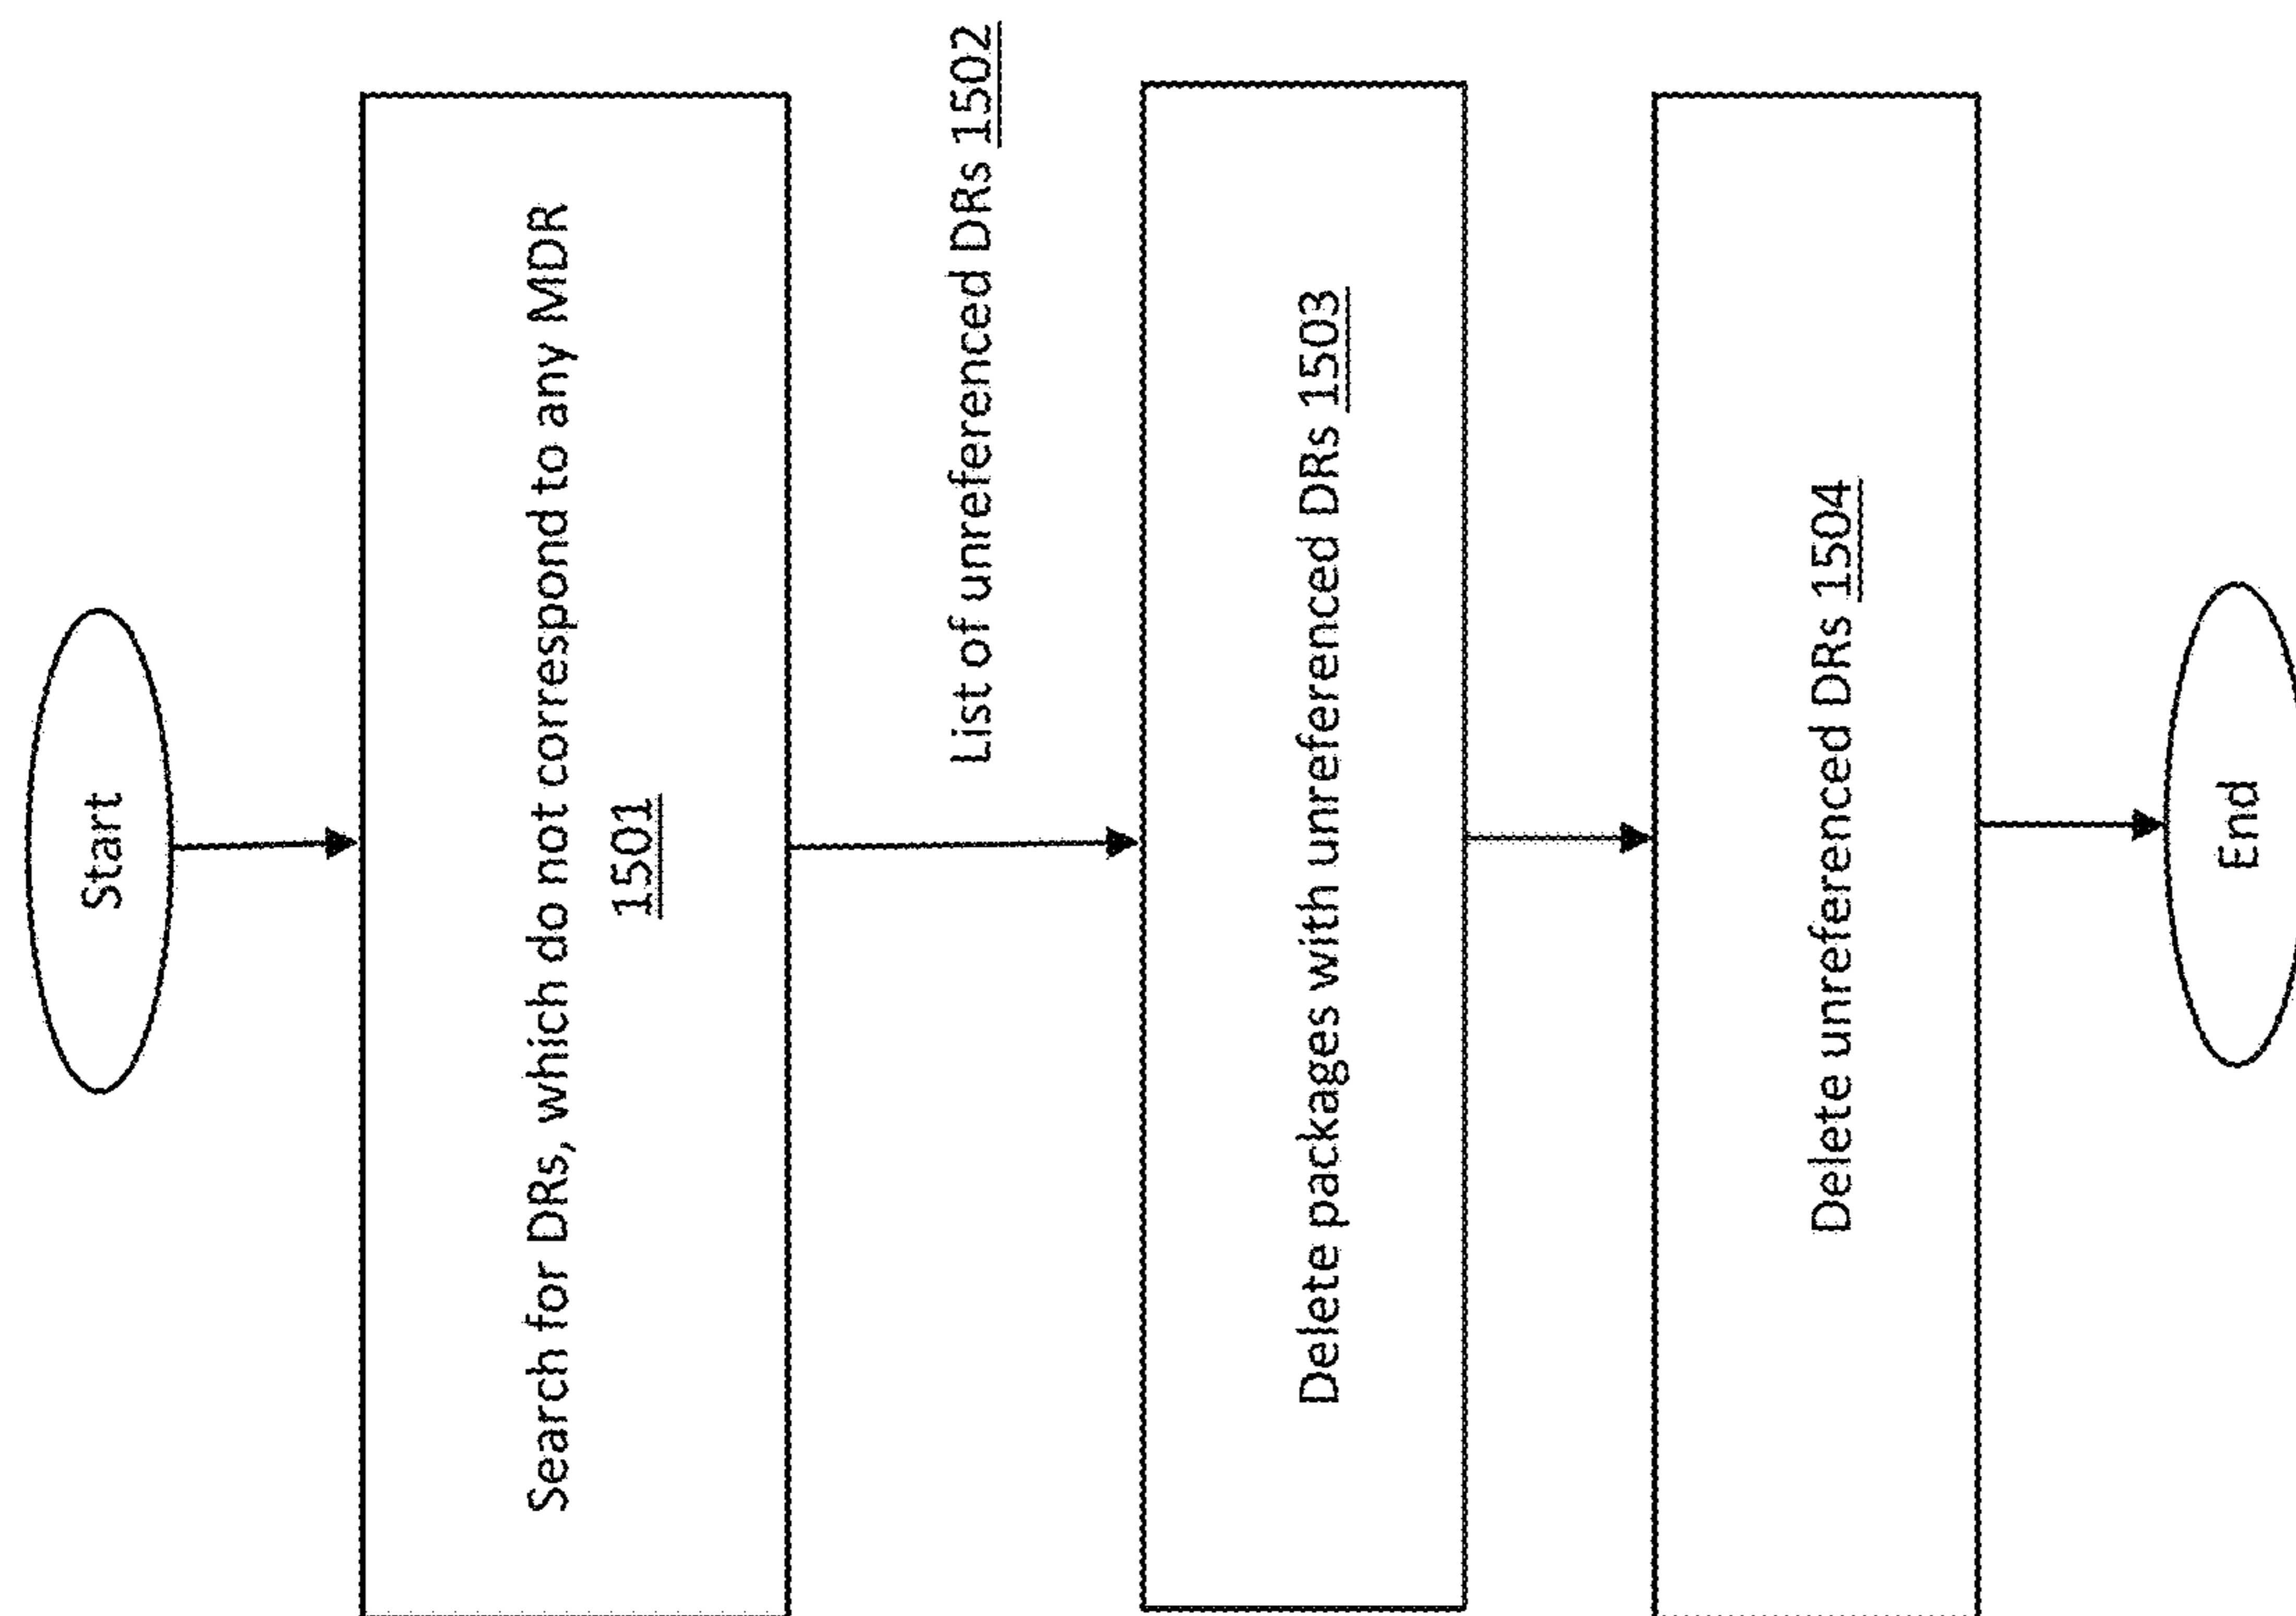 Start
Search for DRs, which do not correspond to any MDR
1501
List of unreferenced DRs 1502
Delete packages with unreferenced DRs 1503
Delete unreferenced DRs 1504
End